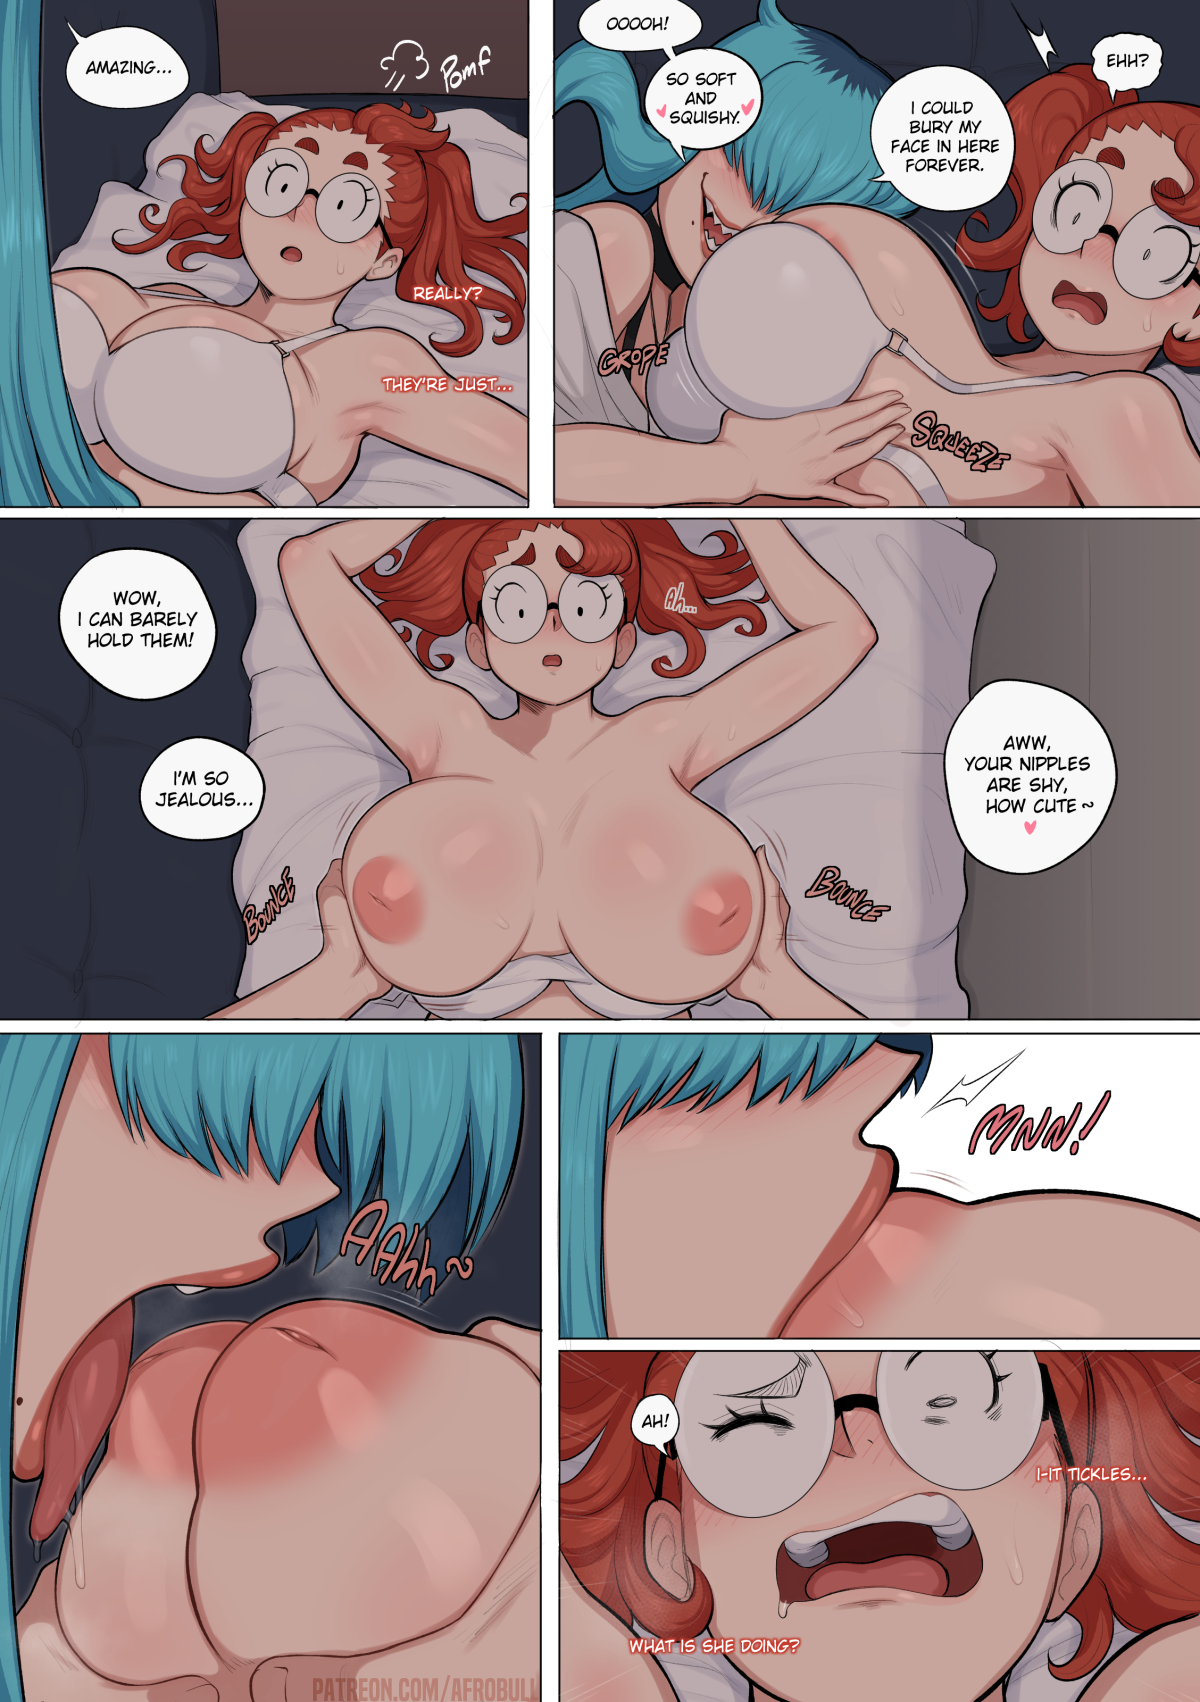 AMAZING...
Pomf
REALLY?
THEY'RE JUST...
OOOOH!
SO SOFT
AND
SQUISHY.
I COULD
BURY MY
FACE IN HERE
FOREVER.
EHH?
GROPE
SQUEEZE
WOW,
I CAN BARELY
HOLD THEM!
I'M SO
JEALOUS...
Ah...
AWW,
YOUR NIPPLES
ARE SHY,
HOW CUTE~
BOUNCE
BOUNCE
AAhh~
MNN!
AH!
I-IT TICKLES...
WHAT IS SHE DOING?
PATREON.COM/AFROBULL